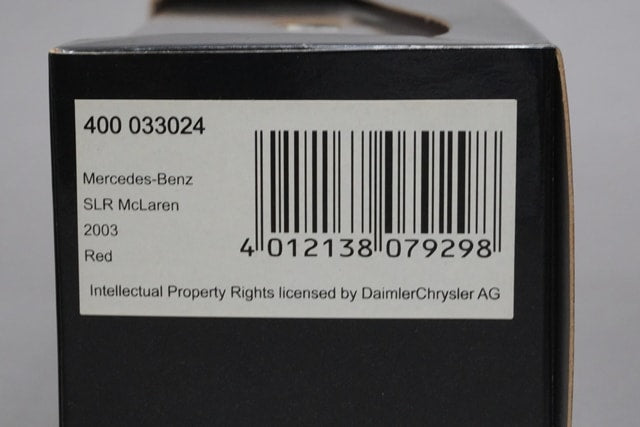 400 033024
Mercedes-Benz
SLR McLaren
2003
Red
4 012138 079298
Intellectual Property Rights licensed by DaimlerChrysler AG